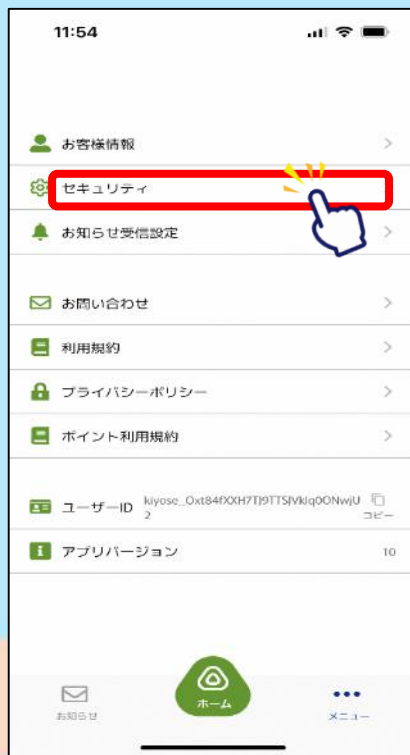 11:54
お客様情報
セキュリティ
お知らせ受信設定
お問い合わせ
利用規約
プライバシーポリシー
ポイント利用規約
ユーザーID
kiyose_Oxt84fXXH7TJ9TTSJVkIq0ONwjU
2
コピー
アプリバージョン 10
お知らせ
ホーム
メニュー